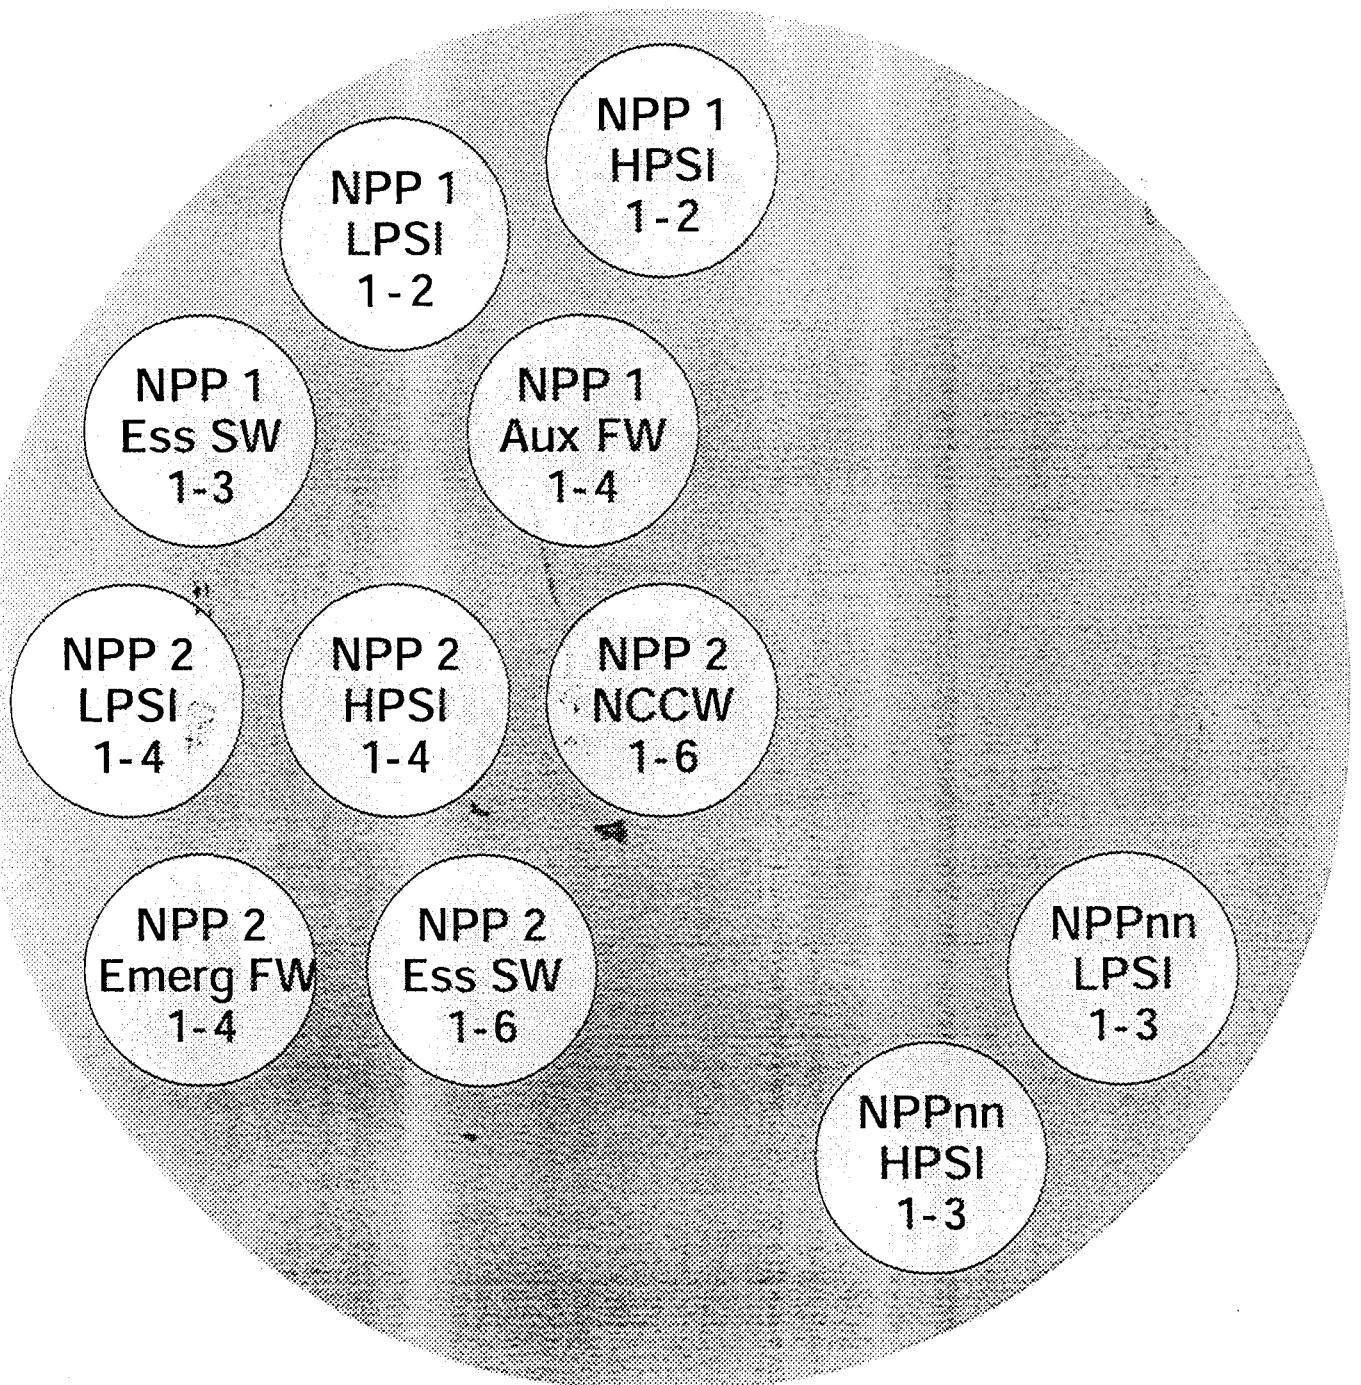 NPP 1
HPSI
1-2
NPP 1
LPSI
1-2
NPP 1
Ess SW
1-3
NPP 1
Aux FW
1-4
NPP 2
LPSI
1-4
NPP 2
HPSI
1-4
NPP 2
NCCW
1-6
NPP 2
Emerg FW
1-4
NPP 2
Ess SW
1-6
NPPnn
LPSI
1-3
NPPnn
HPSI
1-3